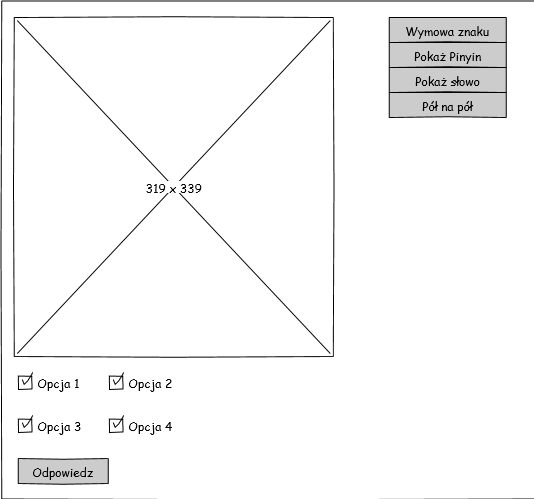 Wymowa znaku
Pokaż Pinyin
Pokaż słowo
Pół na pół
319 x 339
Opcja 1
Opcja 2
Opcja 3
Opcja 4
Odpowiedz